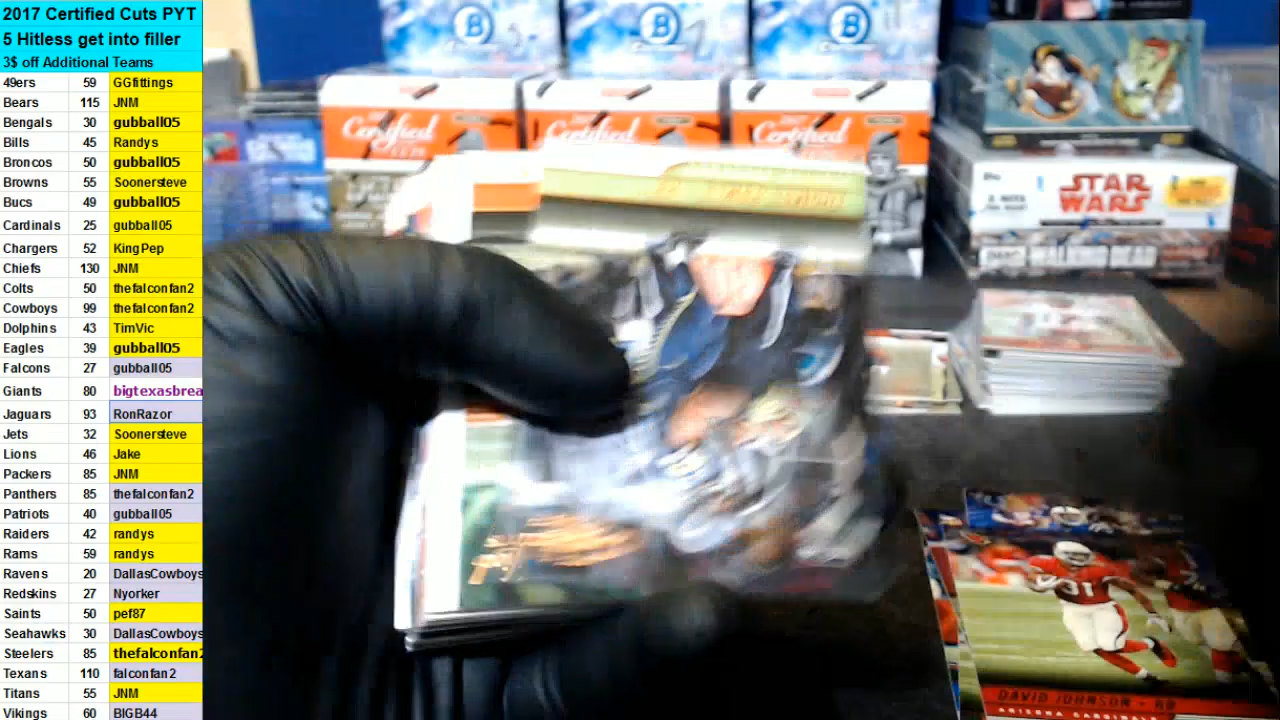 2017 Certified Cuts PYT
5 Hitless get into filler
3$ off Additional Teams
49ers 59 GGfittings
Bears 115 JNM
Bengals 30 gubball05
Bills 45 Randys
Broncos 50 gubball05
Browns 55 Soonersteve
Bucs 49 gubball05
Cardinals 25 gubball05
Chargers 52 KingPep
Chiefs 130 JNM
Colts 50 thefalconfan2
Cowboys 99 thefalconfan2
Dolphins 43 TimVic
Eagles 39 gubball05
Falcons 27 gubball05
Giants 80 bigtexasbrea
Jaguars 93 RonRazor
Jets 32 Soonersteve
Lions 46 Jake
Packers 85 JNM
Panthers 85 thefalconfan2
Patriots 40 gubball05
Raiders 42 randys
Rams 59 randys
Ravens 20 DallasCowboys
Redskins 27 Nyorker
Saints 50 pef87
Seahawks 30 DallasCowboys
Steelers 85 thefalconfan2
Texans 110 falconfan2
Titans 55 JNM
Vikings 60 BIGB44
B B B
Certified Certified Certified
STAR
WARS
WALKING DEAD
31
DAVID JOHNSON - RB
ARIZONA CARDINALS